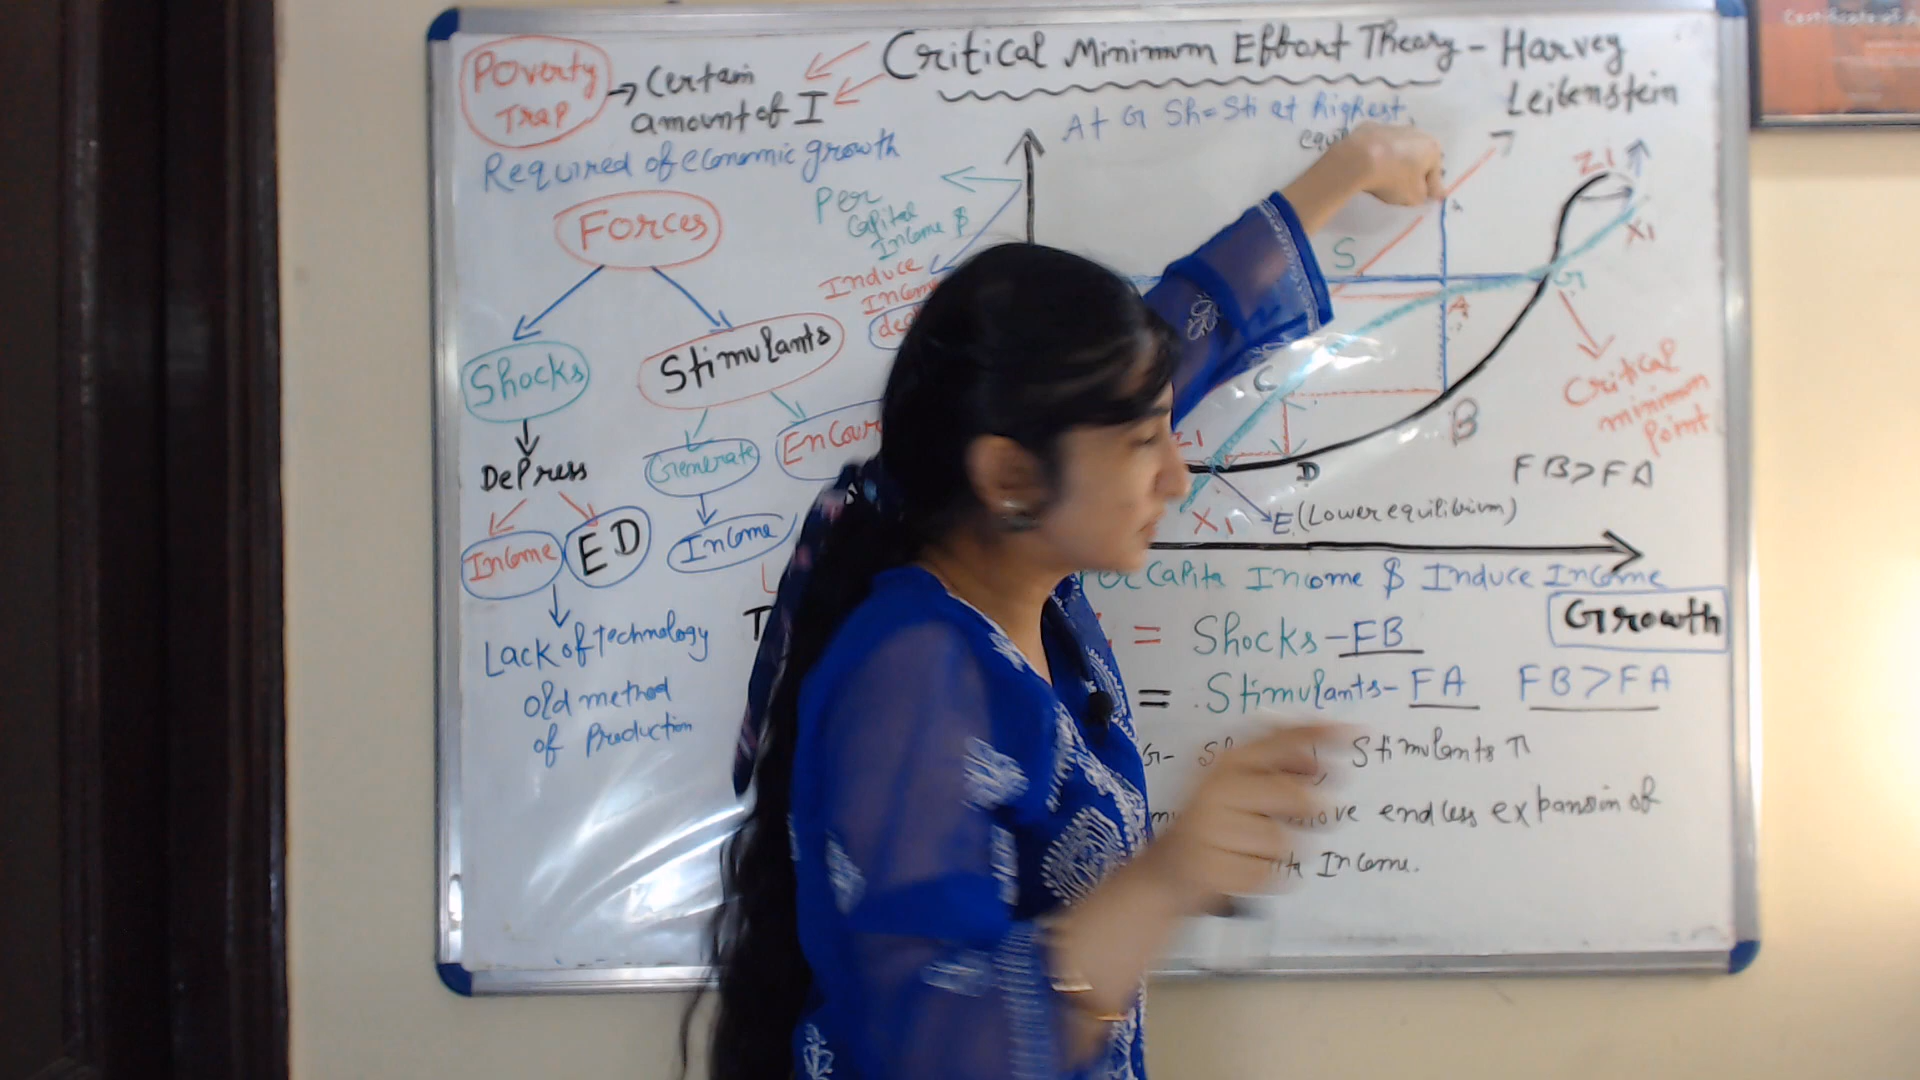 Critical Minimum Effort Theory - Harvey
Leibenstein
Poverty
Trap
Certain
amount of I
Required of economic growth
Forces
Shocks
Stimulants
Depress
Generate
Encour
Income
ED
Income
Lack of technology
old method
of Production
At G Sh=Sti at highest
Per
Capital
Income $
Induce
Income
S
A
Z1
X1
G
C
B
Z1
D
X1
E (Lower equilibrium)
Critical
minimum
Point
FB>FA
Capita Income $ Induce Income
Growth
= Shocks - FB
= Stimulants - FA FB>FA
G- Stimulants
endless expansin of
Income.